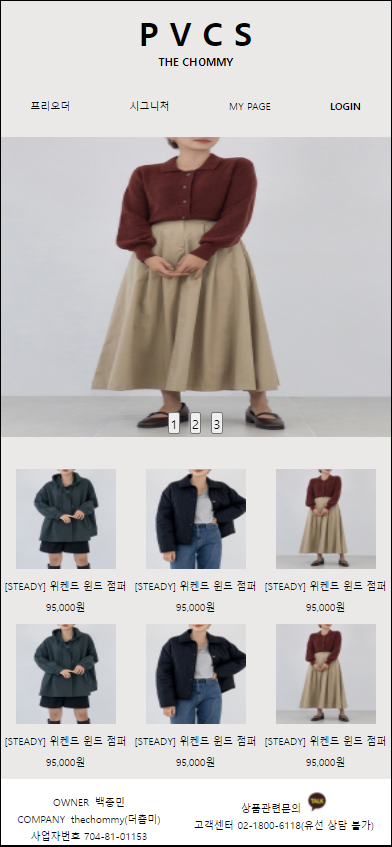 PVCS
THE CHOMMY
프리오더 시그니처 MY PAGE LOGIN
1 2 3
[STEADY] 위켄드 윈드 점퍼 [STEADY] 위켄드 윈드 점퍼 [STEADY] 위켄드 윈드 점퍼
95,000원 95,000원 95,000원
[STEADY] 위켄드 윈드 점퍼 [STEADY] 위켄드 윈드 점퍼 [STEADY] 위켄드 윈드 점퍼
95,000원 95,000원 95,000원
OWNER 백종민
COMPANY thechommy(더춈미)
사업자번호 704-81-01153
상품관련문의 TALK
고객센터 02-1800-6118(유선 상담 불가)